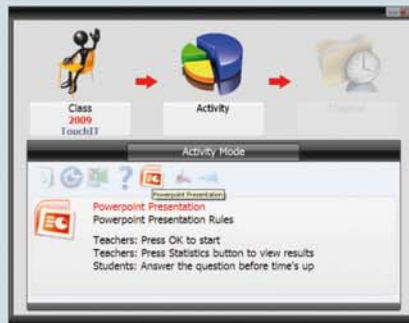 Class
2009
TouchIT
Activity
Activity Mode
Powerpoint Presentation
Powerpoint Presentation
Powerpoint Presentation Rules
Teachers: Press OK to start
Teachers: Press Statistics button to view results
Students: Answer the question before time's up